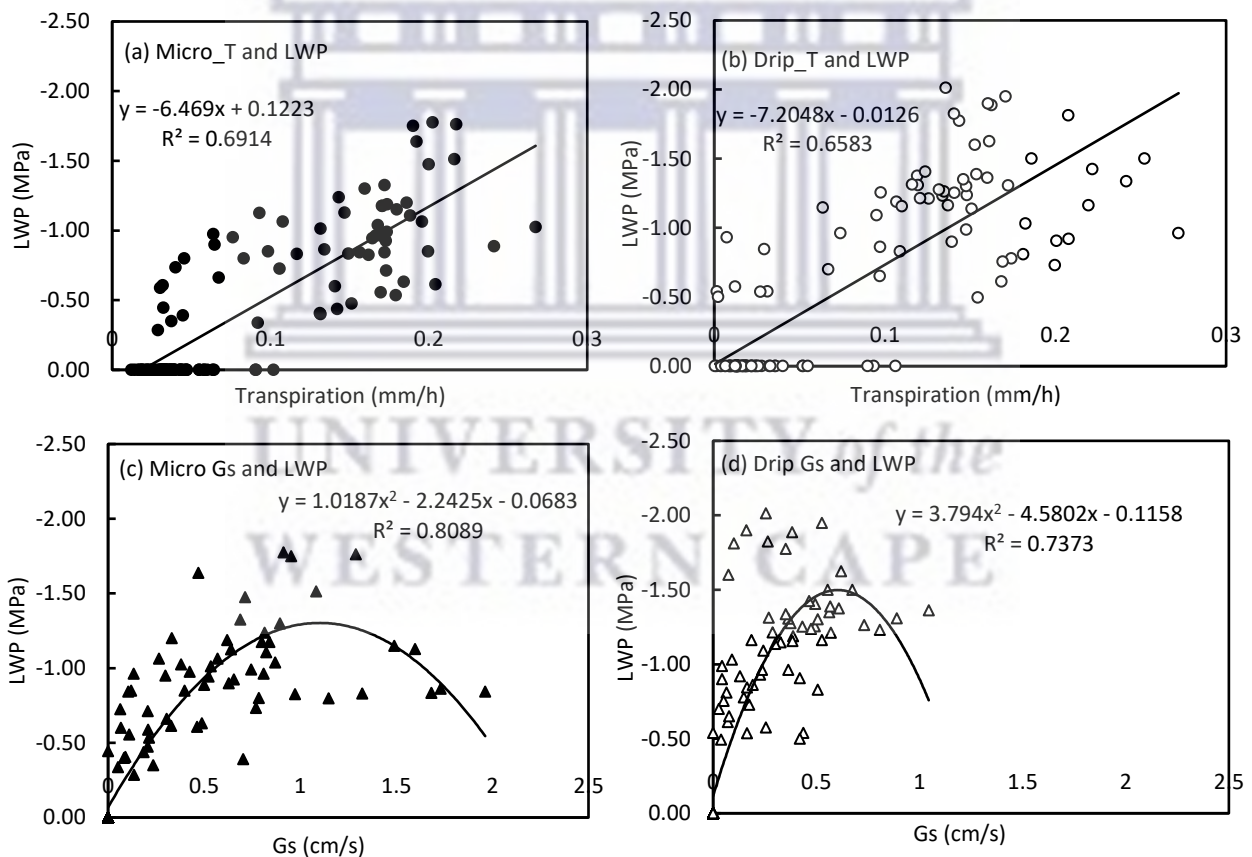 -2.50
-2.00
-1.50
-1.00
-0.50
0.00
LWP (MPa)
(a) Micro_T and LWP
y = -6.469x + 0.1223
R² = 0.6914
0 0.1 0.2 0.3
Transpiration (mm/h)
-2.50
-2.00
-1.50
-1.00
-0.50
0.00
LWP (MPa)
(b) Drip_T and LWP
y = -7.2048x - 0.0126
R² = 0.6583
0 0.1 0.2 0.3
Transpiration (mm/h)
UNIVERSITY of the
WESTERN CAPE
-2.50
-2.00
-1.50
-1.00
-0.50
0.00
LWP (MPa)
(c) Micro Gs and LWP
y = 1.0187x² - 2.2425x - 0.0683
R² = 0.8089
0 0.5 1 1.5 2 2.5
Gs (cm/s)
-2.50
-2.00
-1.50
-1.00
-0.50
0.00
LWP (MPa)
(d) Drip Gs and LWP
y = 3.794x² - 4.5802x - 0.1158
R² = 0.7373
0 0.5 1 1.5 2 2.5
Gs (cm/s)